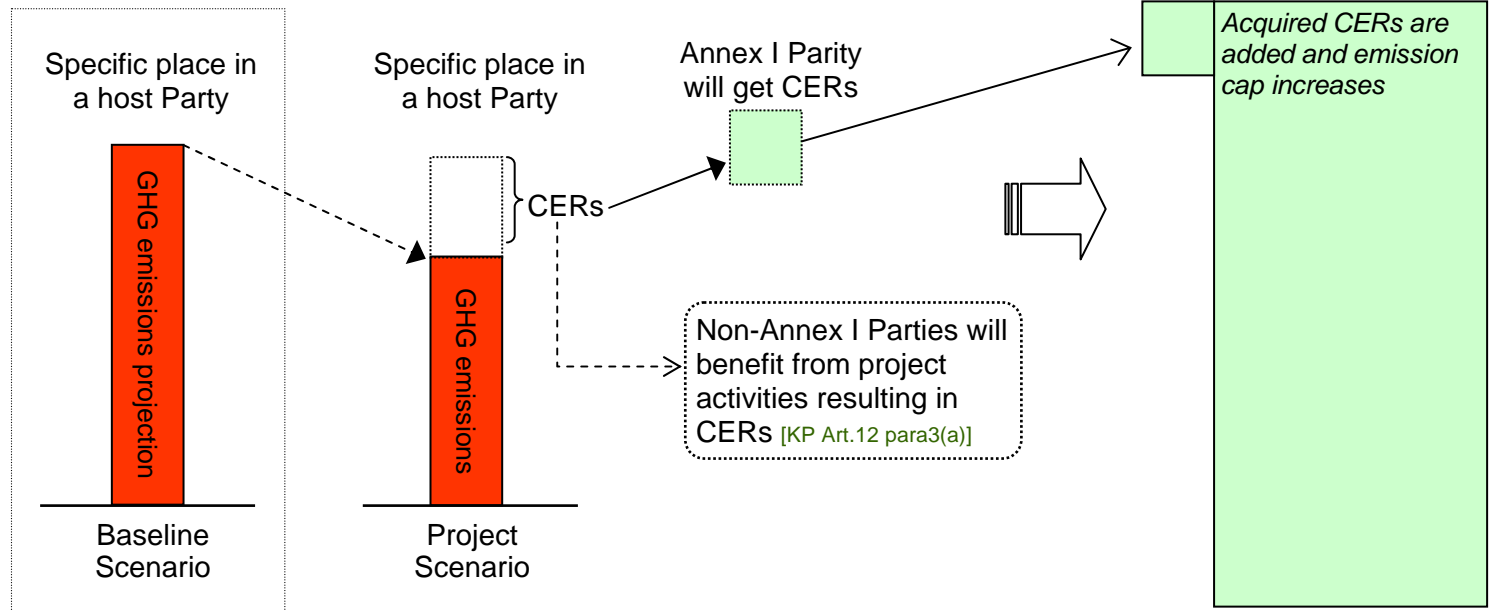 Specific place in
a host Party
GHG emissions projection
Baseline
Scenario
Specific place in
a host Party
GHG emissions
Project
Scenario
CERs
Annex I Parity
will get CERs
Non-Annex I Parties will
benefit from project
activities resulting in
CERs [KP Art.12 para3(a)]
Acquired CERs are
added and emission
cap increases